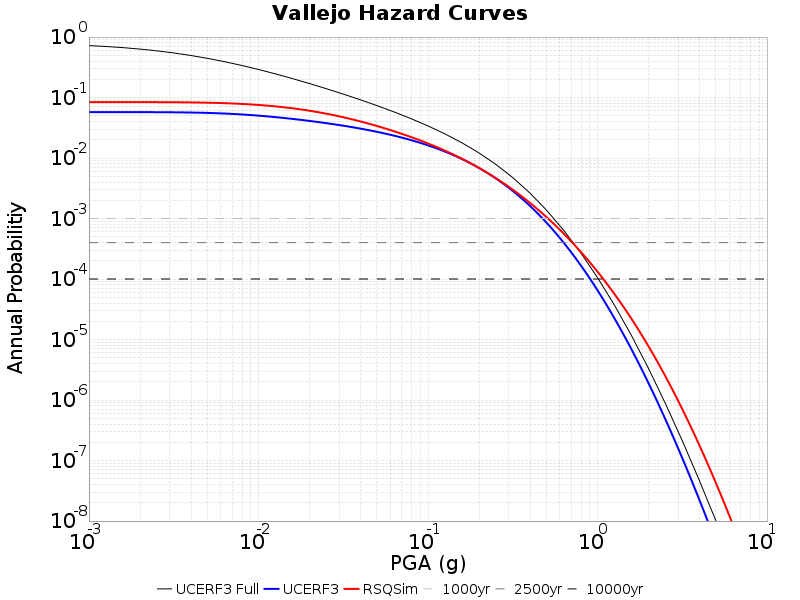 Vallejo Hazard Curves
Annual Probabilitiy
10^0
10^-1
10^-2
10^-3
10^-4
10^-5
10^-6
10^-7
10^-8
10^-3 10^-2 10^-1 10^0 10^1
PGA (g)
UCERF3 Full UCERF3 RSQSim 1000yr 2500yr 10000yr